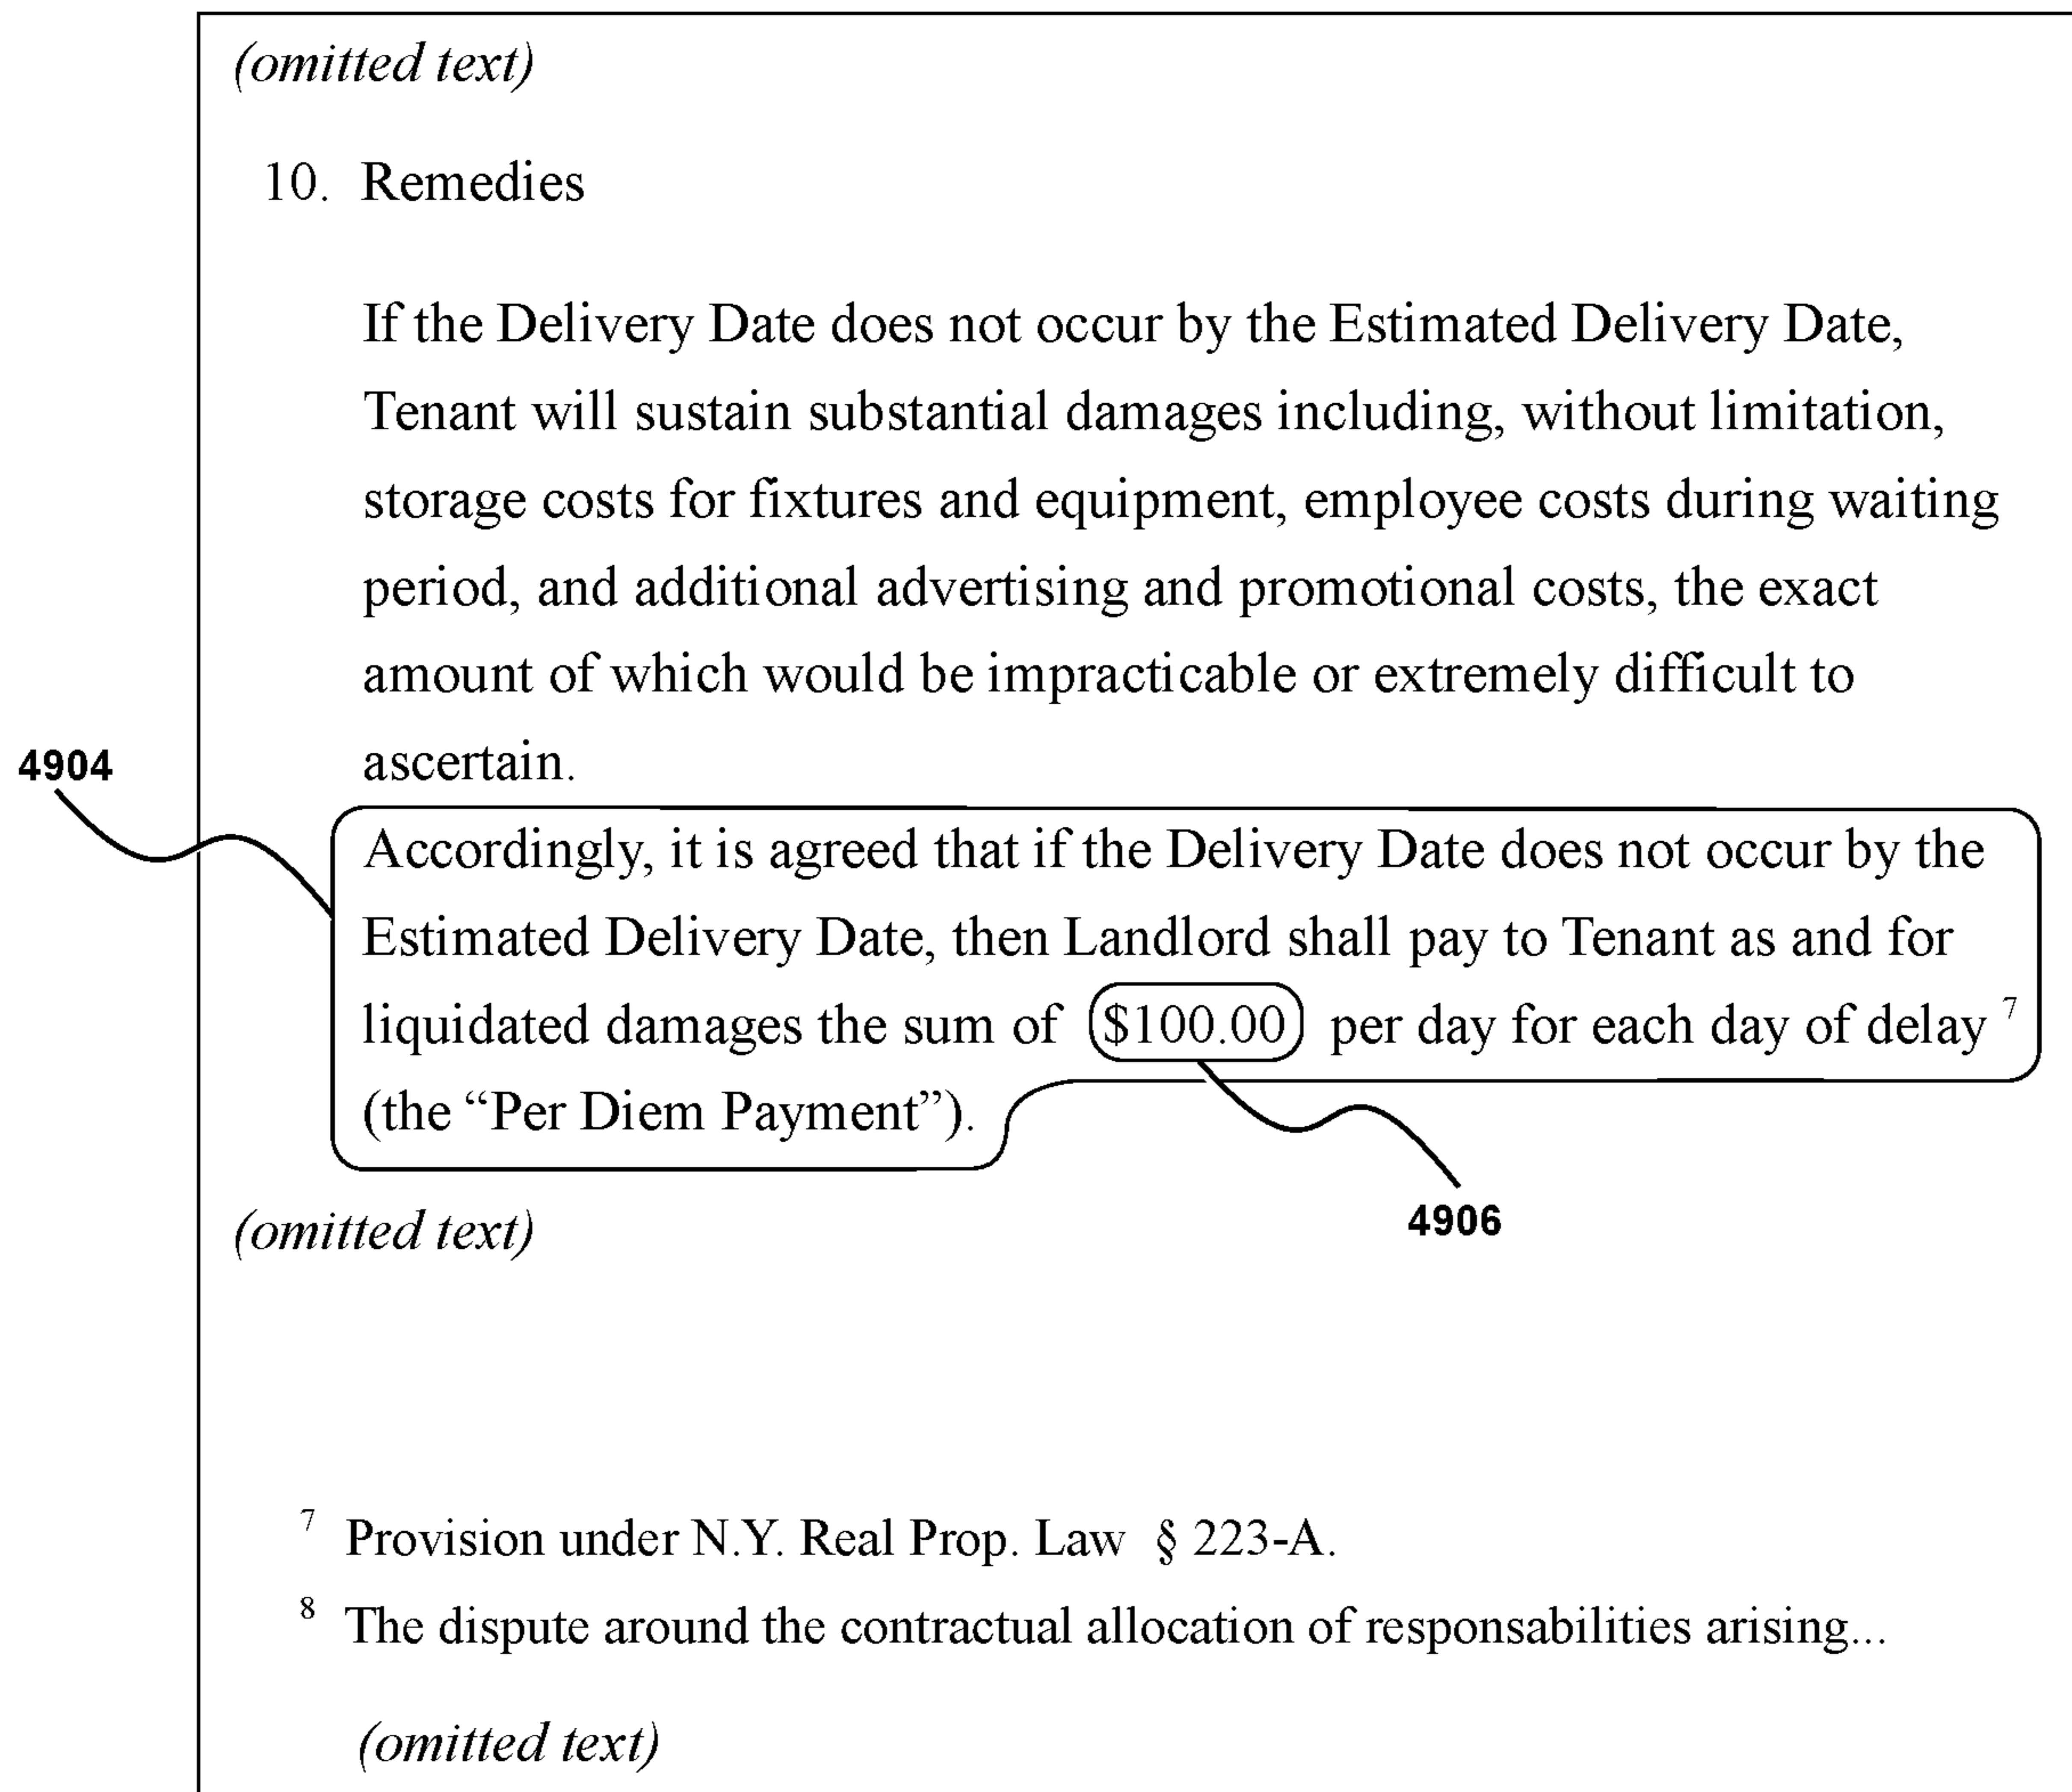 (omitted text)
10. Remedies
If the Delivery Date does not occur by the Estimated Delivery Date,
Tenant will sustain substantial damages including, without limitation,
storage costs for fixtures and equipment, employee costs during waiting
period, and additional advertising and promotional costs, the exact
amount of which would be impracticable or extremely difficult to
ascertain.
4904
Accordingly, it is agreed that if the Delivery Date does not occur by the
Estimated Delivery Date, then Landlord shall pay to Tenant as and for
liquidated damages the sum of $100.00 per day for each day of delay 7
(the “Per Diem Payment”).
4906
(omitted text)
7 Provision under N.Y. Real Prop. Law § 223-A.
8 The dispute around the contractual allocation of responsabilities arising...
(omitted text)